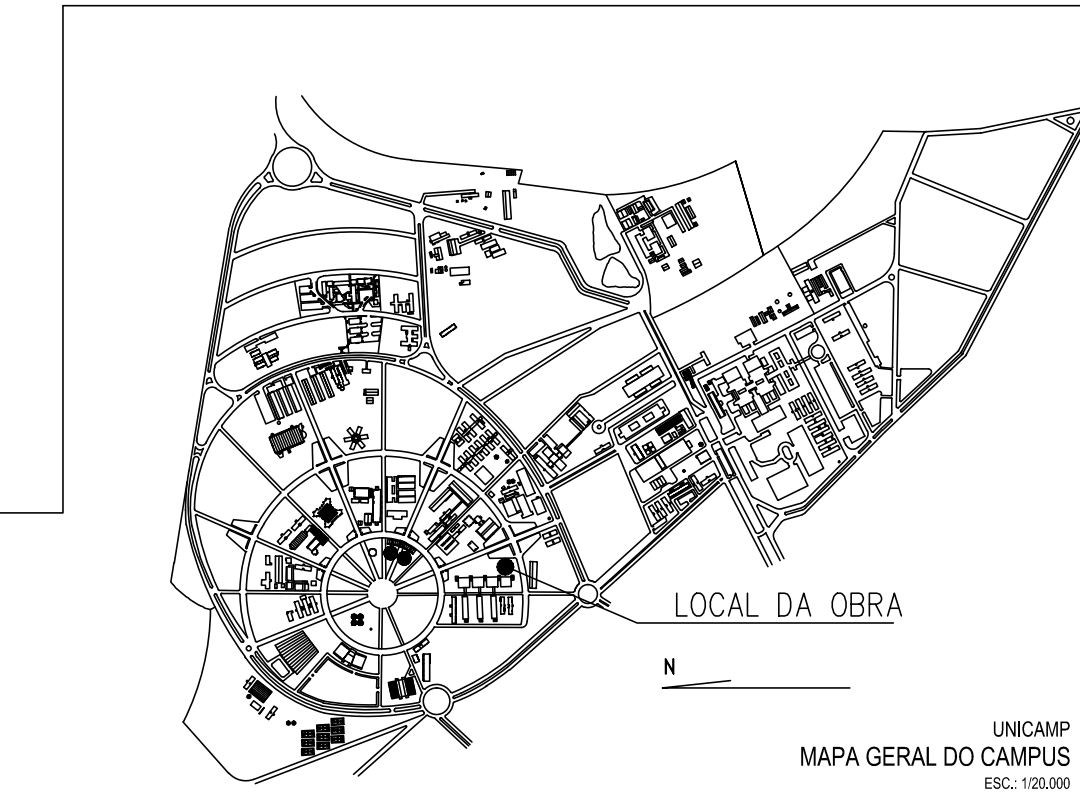 LOCAL DA OBRA
N
UNICAMP
MAPA GERAL DO CAMPUS
ESC.: 1/20.000